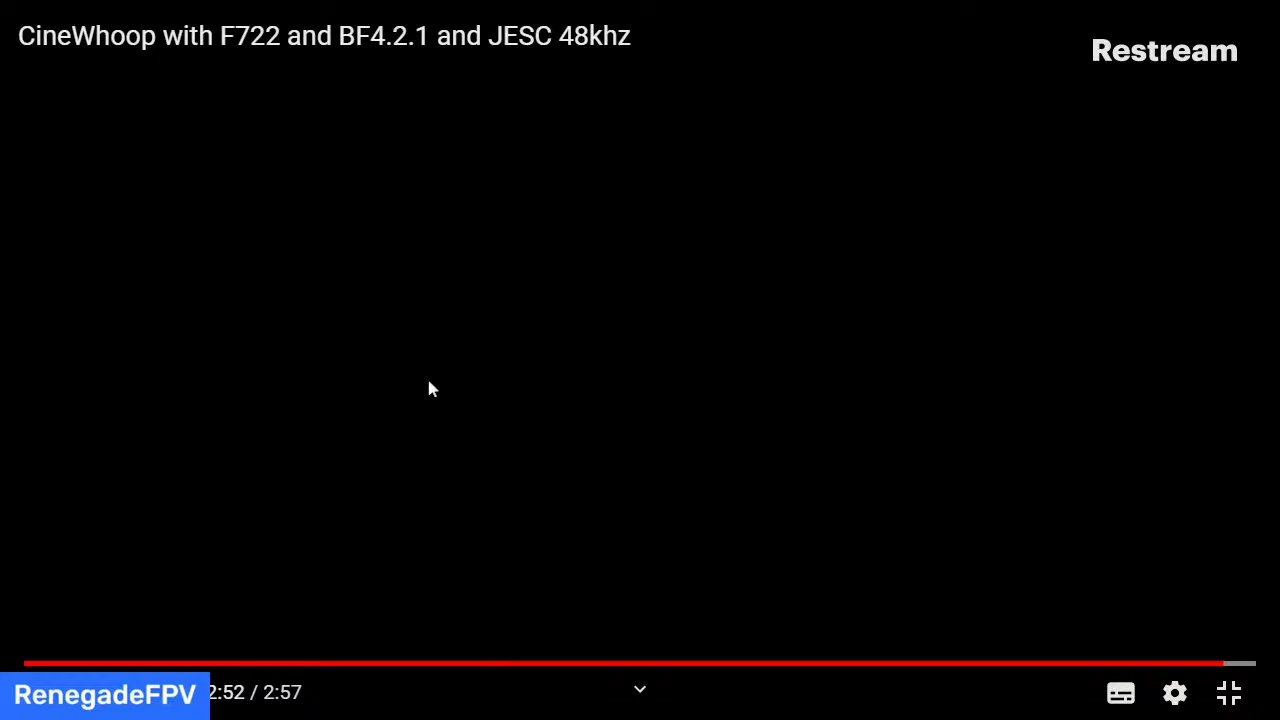 CineWhoop with F722 and BF4.2.1 and JESC 48khz
Restream
RenegadeFPV
2:52 / 2:57